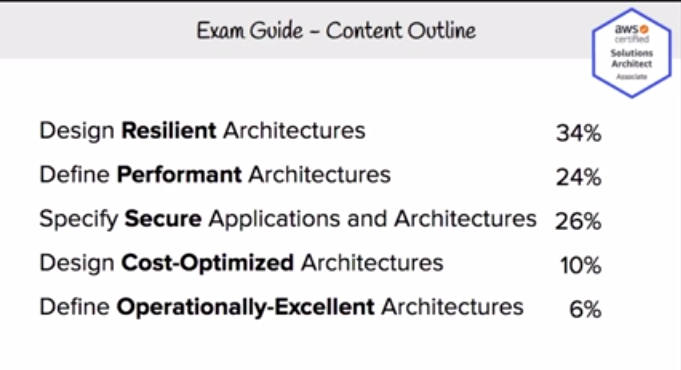 Exam Guide - Content Outline
aws
certified
Solutions
Architect
Associate
Design Resilient Architectures 34%
Define Performant Architectures 24%
Specify Secure Applications and Architectures 26%
Design Cost-Optimized Architectures 10%
Define Operationally-Excellent Architectures 6%